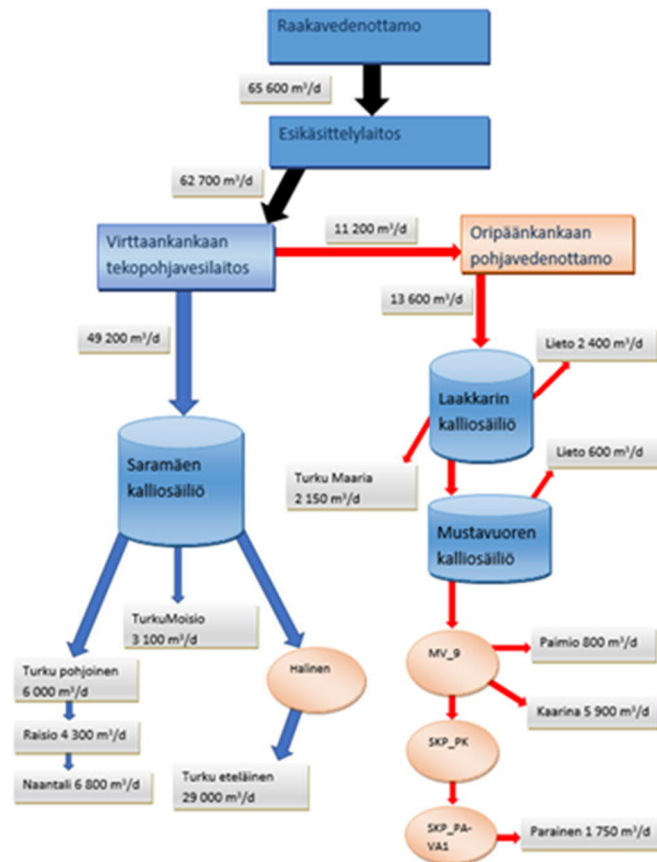 Raakavedenottamo
65 600 m³/d
Esikäsittelylaitos
62 700 m³/d
Virttaankankaan
tekopohjavesilaitos
11 200 m³/d
Oripäänkankaan
pohjavedenottamo
13 600 m³/d
49 200 m³/d
Lieto 2 400 m³/d
Laakkarin
kalliosäiliö
Saramäen
kalliosäiliö
Lieto 600 m³/d
Turku Maaria
2 150 m³/d
Mustavuoren
kalliosäiliö
TurkuMoisio
3 100 m³/d
MV_9
Paimio 800 m³/d
Turku pohjoinen
6 000 m³/d
Halinen
Kaarina 5 900 m³/d
Raisio 4 300 m³/d
SKP_PK
Naantali 6 800 m³/d
Turku eteläinen
29 000 m³/d
SKP_PA-
VA1
Parainen 1 750 m³/d